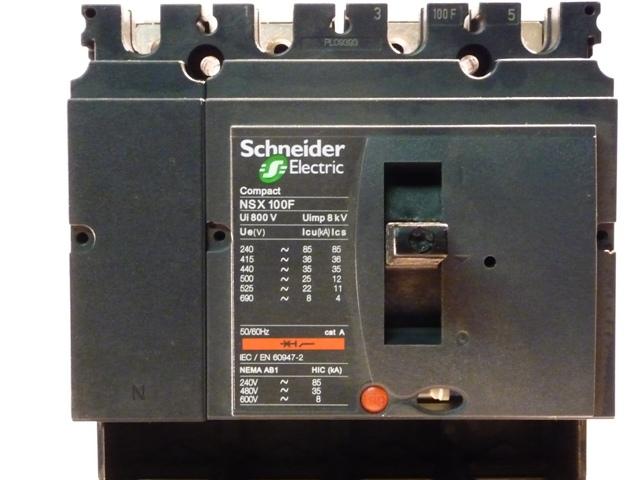 1 3 100 F 5
PLC9393
Schneider
Electric
Compact
NSX 100F
Ui 800 V Uimp 8 kV
Ue(V) Icu(kA) Ics
240 ~ 85 85
415 ~ 36 36
440 ~ 35 35
500 ~ 25 12
525 ~ 22 11
690 ~ 8 4
50/60Hz cat A
IEC / EN 60947-2
NEMA AB1 HIC (kA)
240V ~ 85
480V ~ 35
600V ~ 8
N